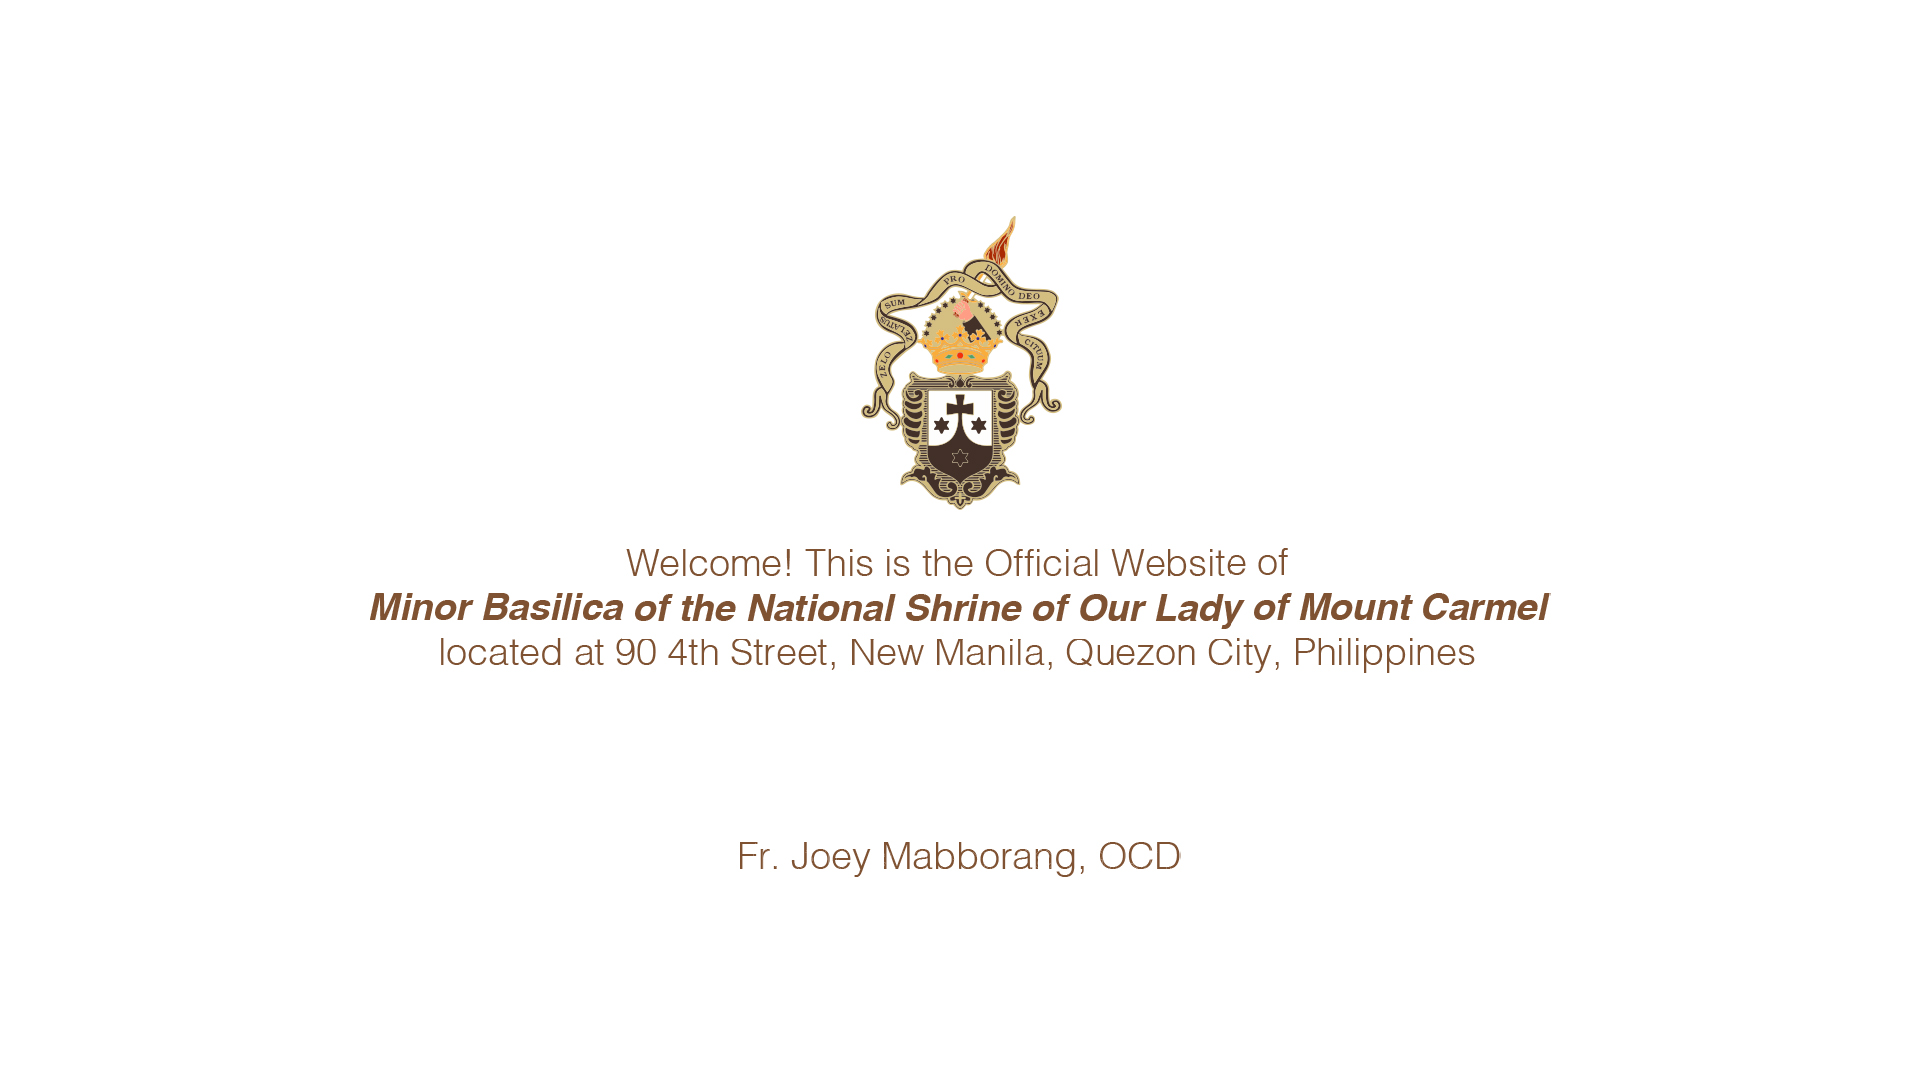 ZELO ZELATUS SUM PRO DOMINO DEO EXERCITUUM
Welcome! This is the Official Website of
Minor Basilica of the National Shrine of Our Lady of Mount Carmel
located at 90 4th Street, New Manila, Quezon City, Philippines
Fr. Joey Mabborang, OCD